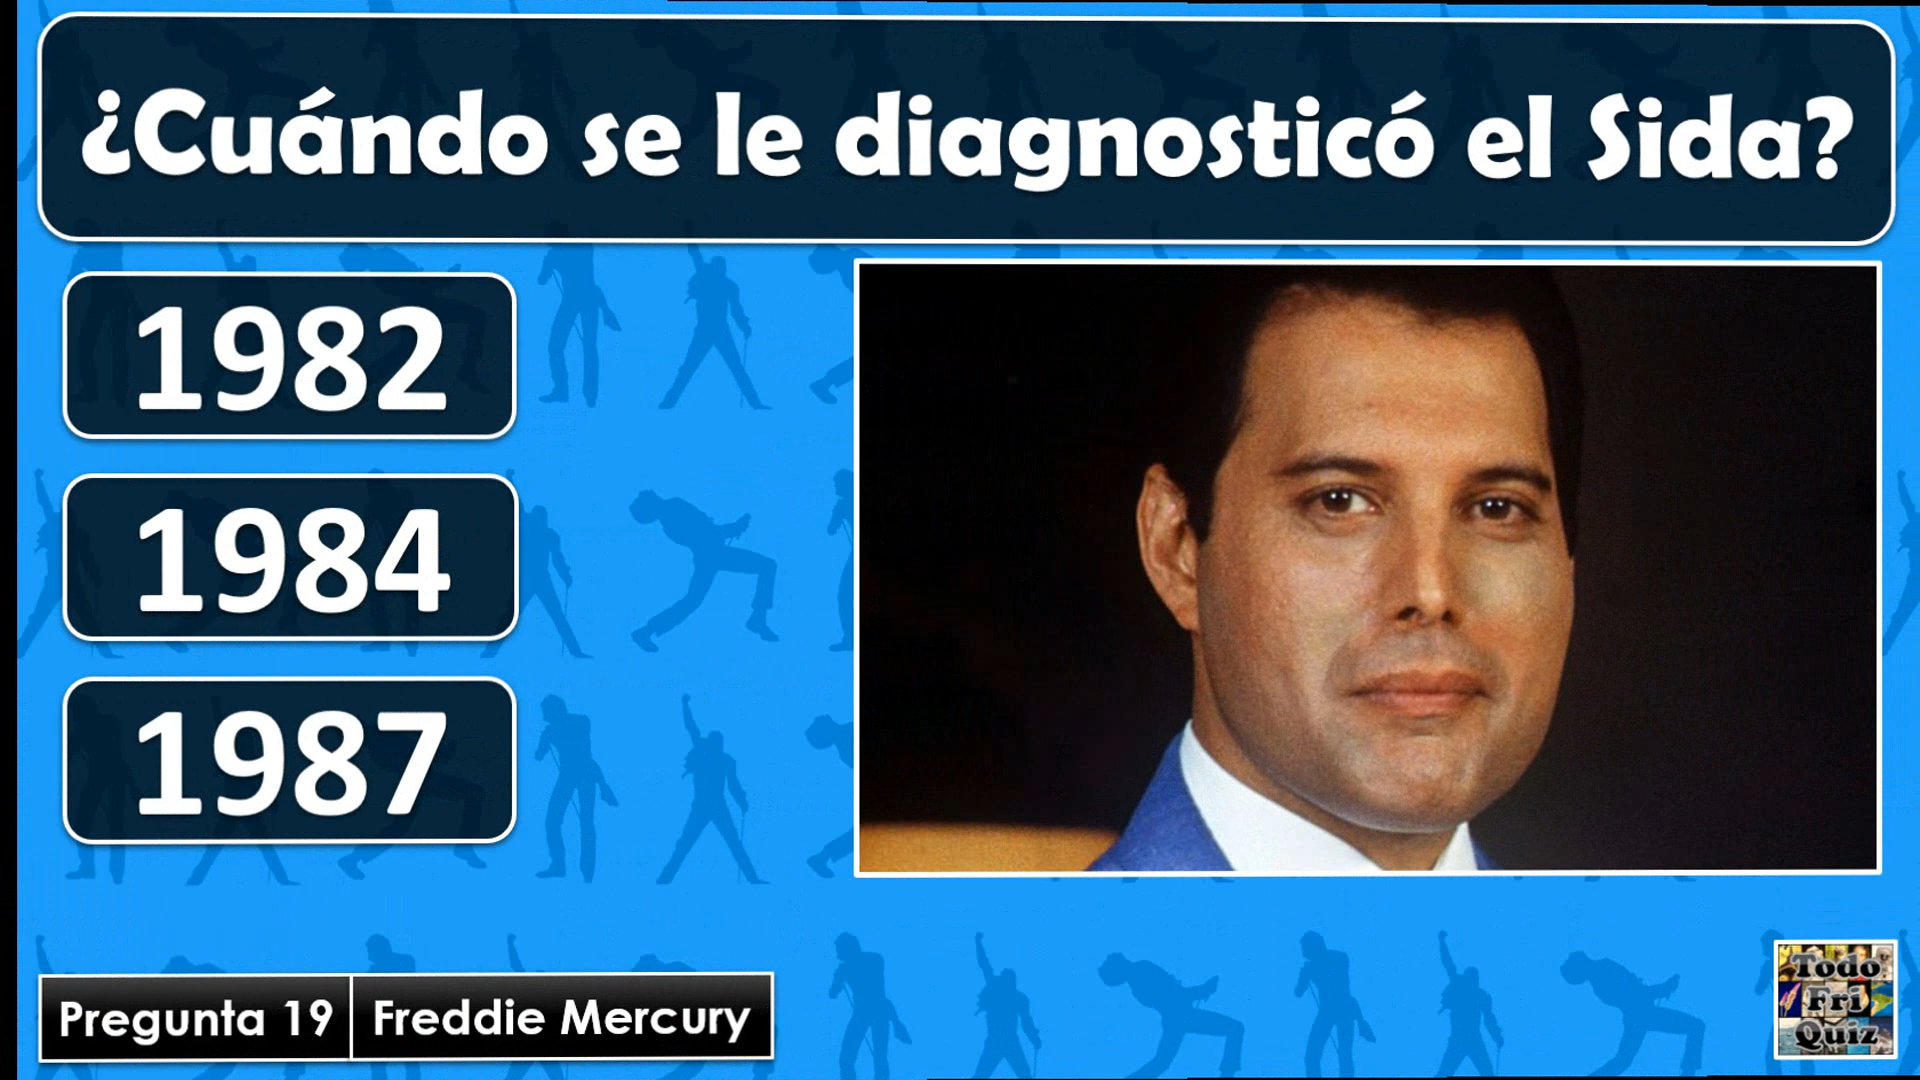 ¿Cuándo se le diagnosticó el Sida?
1982
1984
1987
Pregunta 19
Freddie Mercury
Todo
Fri
Quiz